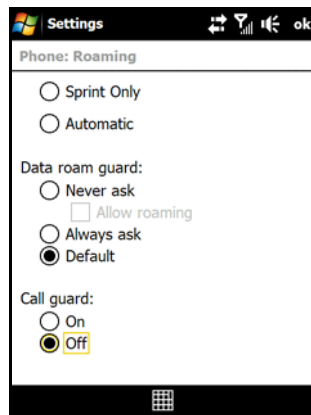 Settings ok
Phone: Roaming
Sprint Only
Automatic
Data roam guard:
Never ask
Allow roaming
Always ask
Default
Call guard:
On
Off